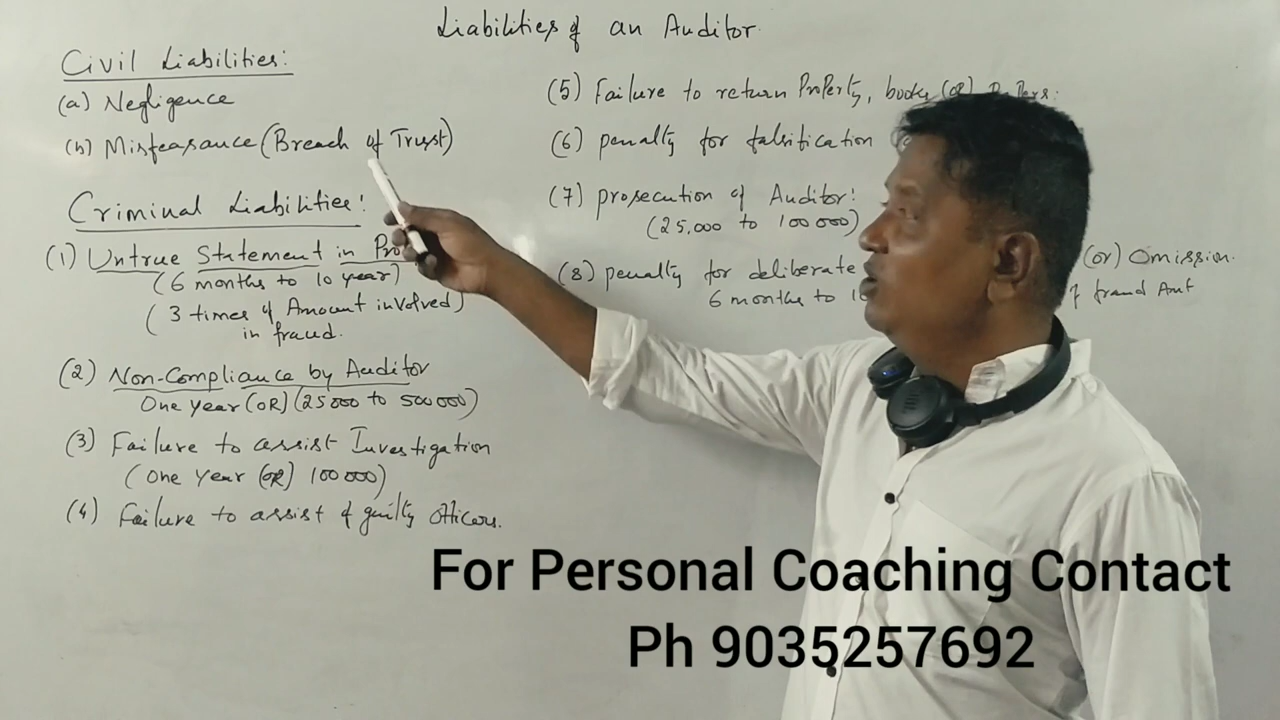 Liabilities of an Auditor.
Civil Liabilities:
(a) Negligence
(b) Misfeasance (Breach of Trust)
Criminal Liabilities:
(1) Untrue Statement in Pro
(6 months to 10 year)
(3 times of Amount involved)
in fraud.
(2) Non-Compliance by Auditor
One year (OR) (25000 to 500000)
(3) Failure to assist Investigation
(One Year (OR) 100000)
(4) Failure to assist of guilty Officers.
(5) Failure to return Property, books (OR) Papers:
(6) penalty for falsification
(7) prosecution of Auditor:
(25,000 to 100000)
(8) penalty for deliberate (or) Omission.
6 months to 10 fraud Amt
For Personal Coaching Contact
Ph 9035257692